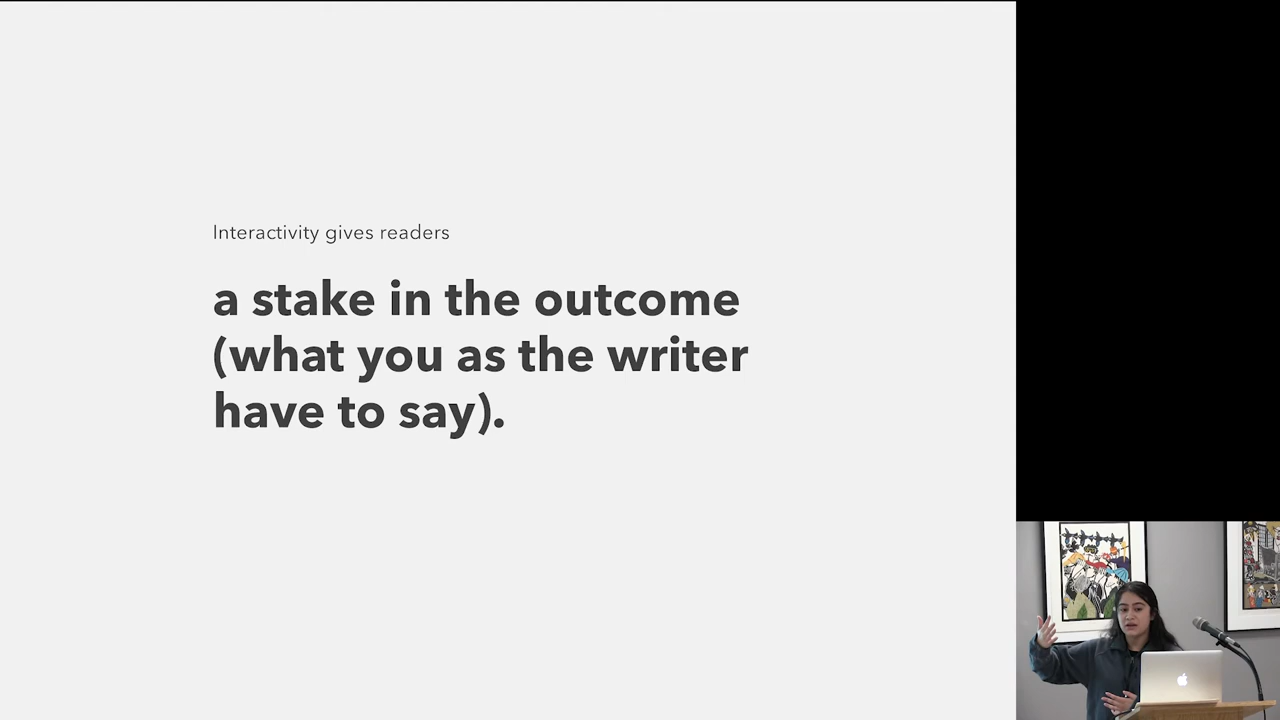 Interactivity gives readers
a stake in the outcome
(what you as the writer
have to say).